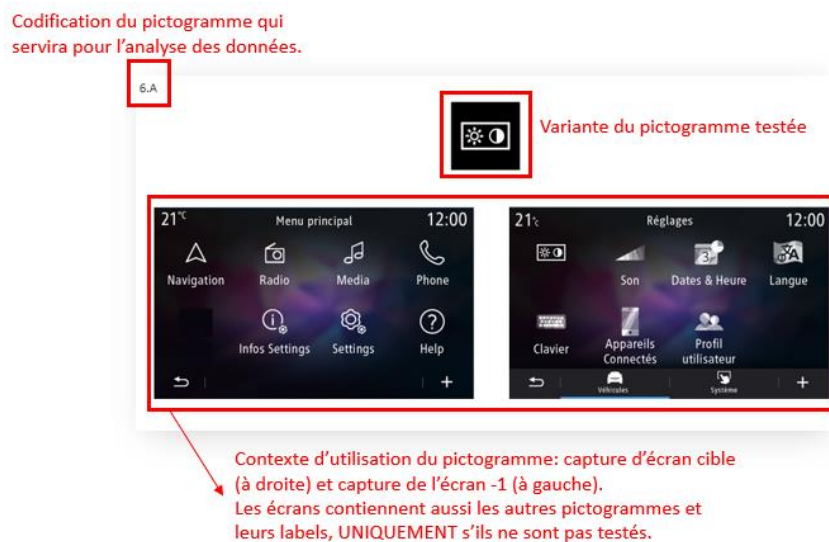 Codification du pictogramme qui
servira pour l’analyse des données.
6.A
Variante du pictogramme testée
21°C Menu principal 12:00
Navigation Radio Media Phone
Infos Settings Settings Help
+
21°C Réglages 12:00
3 A
Son Dates & Heure Langue
Clavier Appareils Connectés Profil utilisateur
Véhicules Système +
Contexte d’utilisation du pictogramme: capture d’écran cible
(à droite) et capture de l’écran -1 (à gauche).
Les écrans contiennent aussi les autres pictogrammes et
leurs labels, UNIQUEMENT s’ils ne sont pas testés.